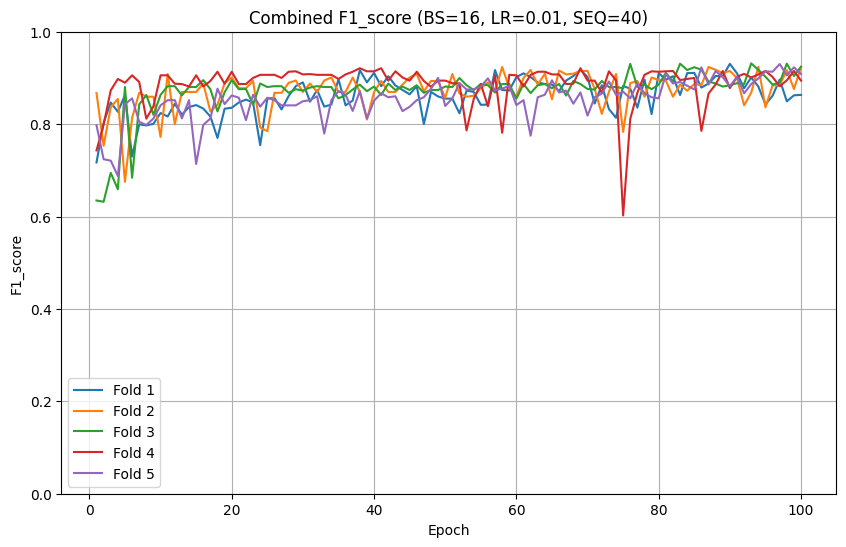 Combined F1_score (BS=16, LR=0.01, SEQ=40)
1.0
0.8
0.6
0.4
0.2
0.0
F1_score
Fold 1
Fold 2
Fold 3
Fold 4
Fold 5
0 20 40 60 80 100
Epoch